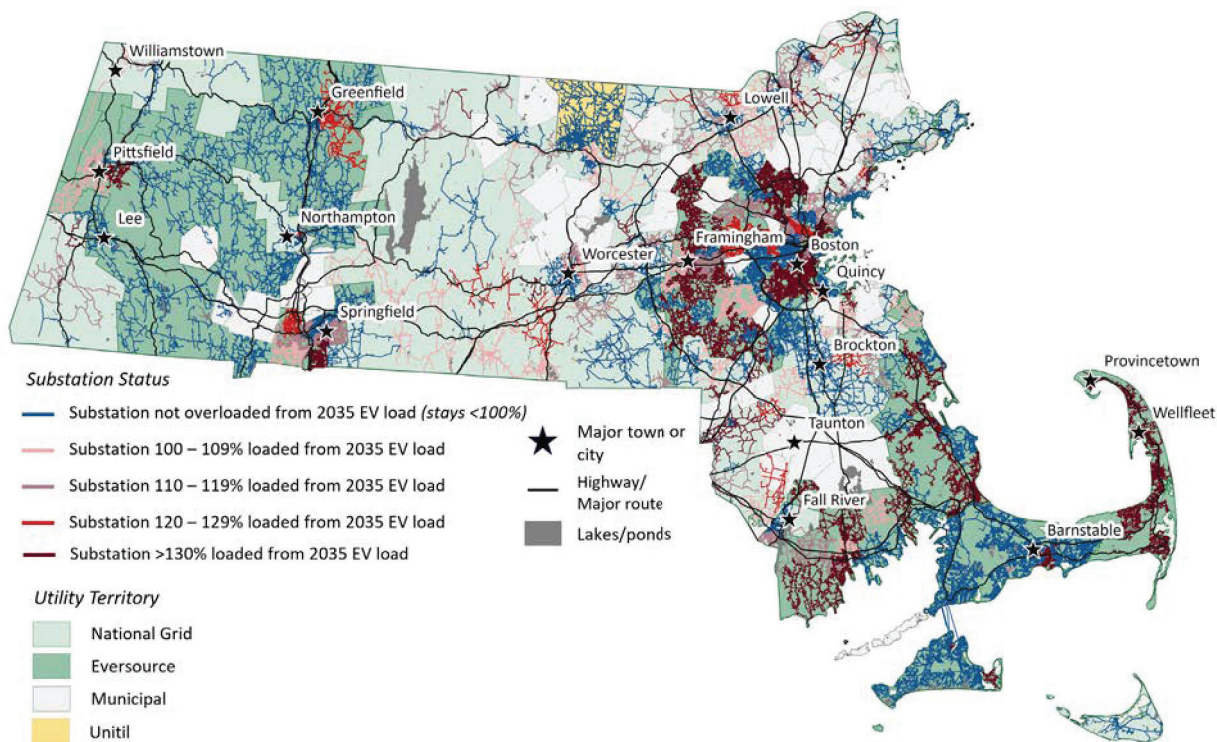 Williamstown
Greenfield
Lowell
Pittsfield
Lee
Northampton
Worcester
Framingham
Boston
Quincy
Springfield
Brockton
Provincetown
Wellfleet
Taunton
Fall River
Barnstable
Substation Status
Substation not overloaded from 2035 EV load (stays <100%)
Substation 100 – 109% loaded from 2035 EV load
Substation 110 – 119% loaded from 2035 EV load
Substation 120 – 129% loaded from 2035 EV load
Substation >130% loaded from 2035 EV load
Major town or
city
Highway/
Major route
Lakes/ponds
Utility Territory
National Grid
Eversource
Municipal
Unitil